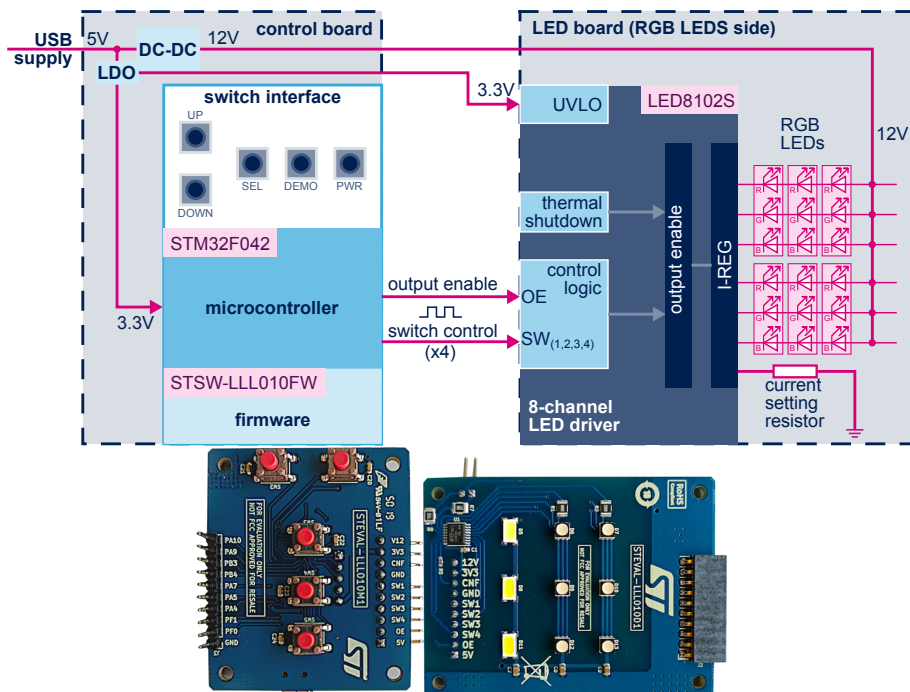 USB
supply
5V
DC-DC
12V
control board
LDO
switch interface
UP
DOWN
SEL
DEMO
PWR
STM32F042
microcontroller
3.3V
STSW-LLL010FW
firmware
output enable
switch control
(x4)
3.3V
LED board (RGB LEDS side)
UVLO
LED8102S
thermal
shutdown
control
logic
OE
SW(1,2,3,4)
output enable
I-REG
8-channel
LED driver
RGB
LEDs
12V
R
R
R
G
G
G
B
B
B
R
R
R
G
G
G
B
B
B
current
setting
resistor
PA10
PA9
PB3
PB4
PA7
PA5
PA4
PF1
PF0
GND
FOR EVALUATION ONLY
NOT FCC APPROVED FOR RESALE
STEVAL-LLL010M1
V12
3V3
CNF
GND
SW1
SW2
SW3
SW4
OE
5V
ST
12V
3V3
CNF
GND
SW1
SW2
SW3
SW4
OE
5V
FOR EVALUATION ONLY
NOT FCC APPROVED FOR RESALE
STEVAL-LLL010D1
RoHS
ST